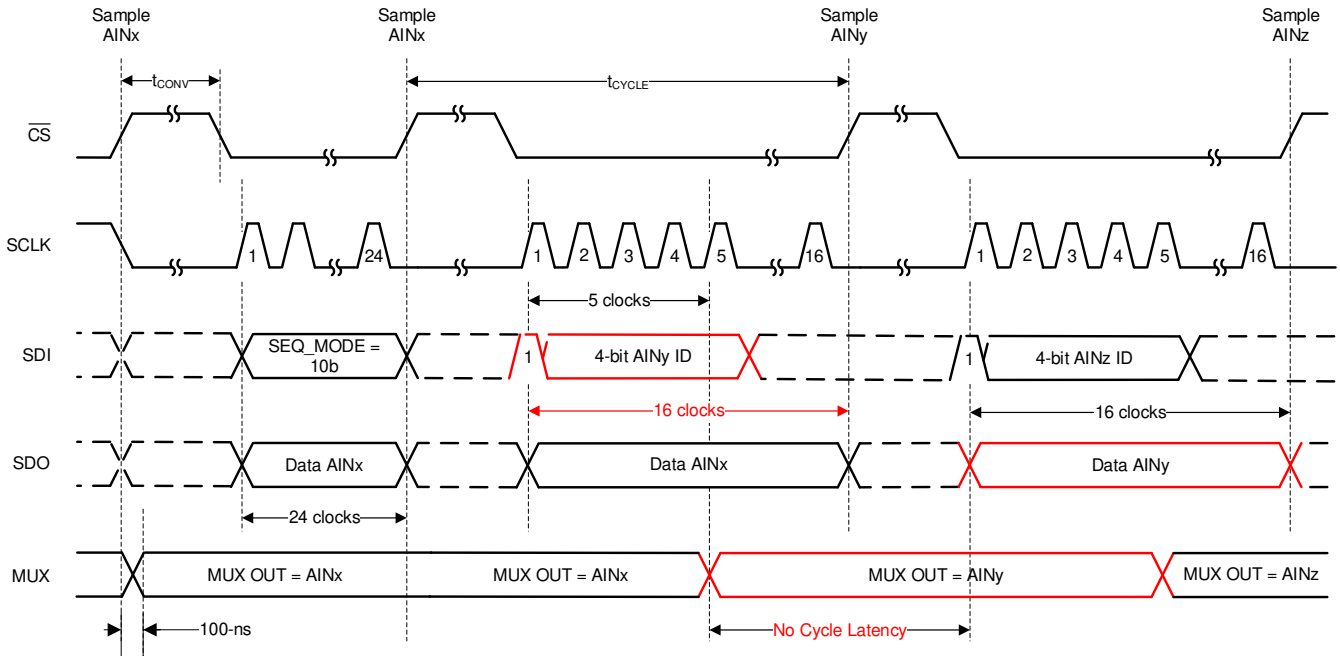 Sample
AINx
Sample
AINx
Sample
AINy
Sample
AINz
tCONV
tCYCLE
CS
SCLK
1
24
1
2
3
4
5
16
1
2
3
4
5
16
5 clocks
SDI
SEQ_MODE =
10b
1
4-bit AINy ID
1
4-bit AINz ID
16 clocks
16 clocks
SDO
Data AINx
Data AINx
Data AINy
24 clocks
MUX
MUX OUT = AINx
MUX OUT = AINx
MUX OUT = AINy
MUX OUT = AINz
100-ns
No Cycle Latency